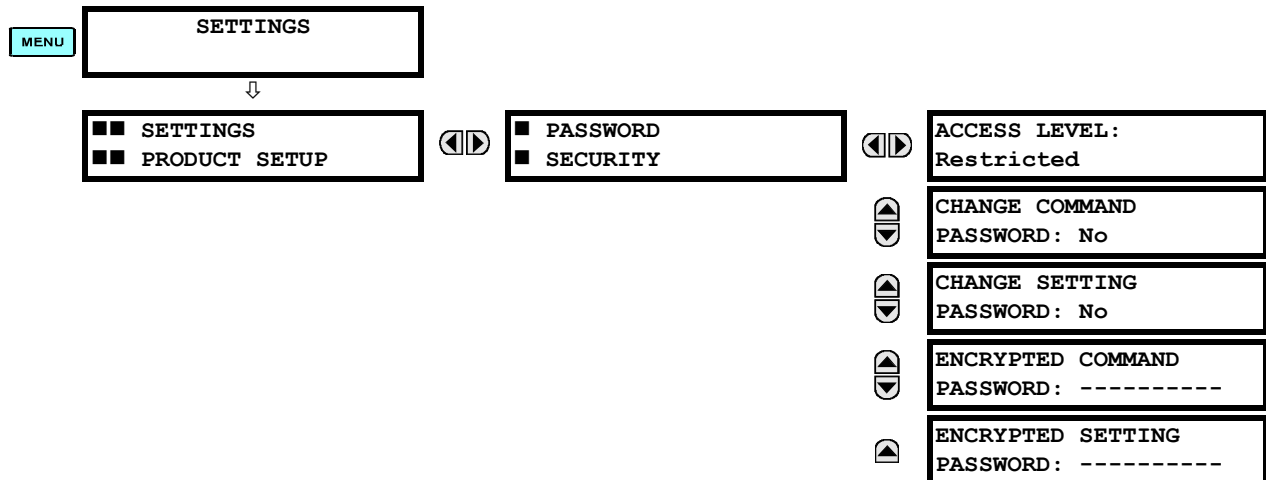 MENU
SETTINGS
⇩
■■ SETTINGS
■■ PRODUCT SETUP
■ PASSWORD
■ SECURITY
ACCESS LEVEL:
Restricted
CHANGE COMMAND
PASSWORD: No
CHANGE SETTING
PASSWORD: No
ENCRYPTED COMMAND
PASSWORD: ----------
ENCRYPTED SETTING
PASSWORD: ----------